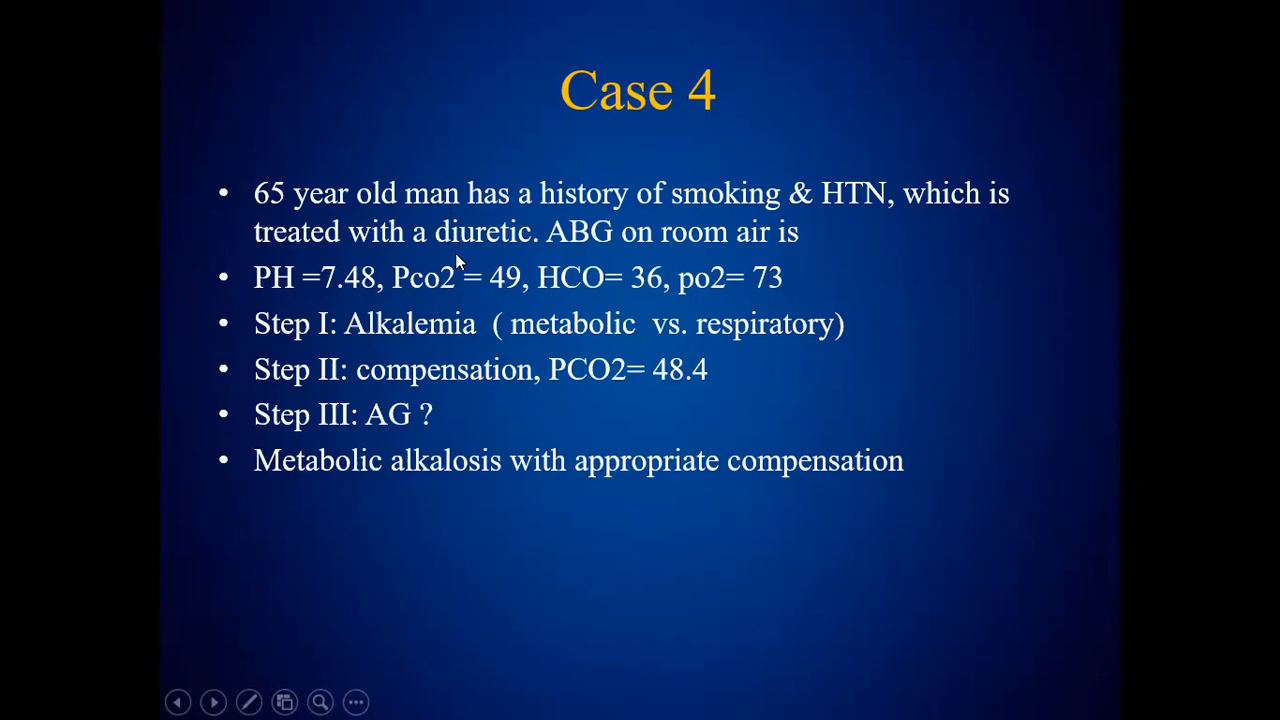 Case 4
• 65 year old man has a history of smoking & HTN, which is
treated with a diuretic. ABG on room air is
• PH =7.48, Pco2 = 49, HCO= 36, po2= 73
• Step I: Alkalemia ( metabolic vs. respiratory)
• Step II: compensation, PCO2= 48.4
• Step III: AG ?
• Metabolic alkalosis with appropriate compensation